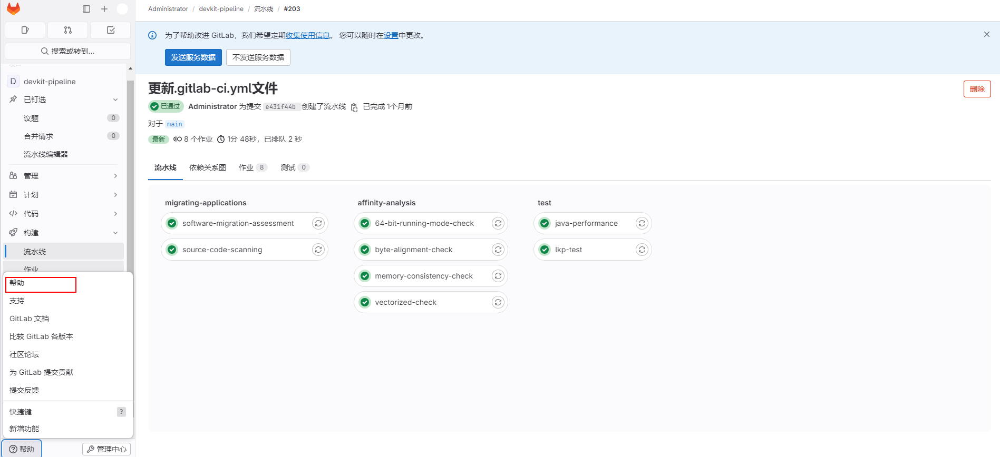 Administrator / devkit-pipeline / 流水线 / #203
为了帮助改进 GitLab，我们希望定期收集使用信息。 您可以随时在设置中更改。
发送服务数据
不发送服务数据
搜索或转到...
D devkit-pipeline
已钉选
议题 0
合并请求 0
流水线编辑器
管理
计划
代码
构建
流水线
作业
帮助
支持
GitLab 文档
比较 GitLab 各版本
社区论坛
为 GitLab 提交贡献
提交反馈
快捷键 ?
新增功能
帮助
管理中心
更新.gitlab-ci.yml文件
删除
已通过 Administrator 为提交 e431f44b 创建了流水线 已完成 1个月前
对于 main
最新 8 个作业 1分 48秒，已排队 2 秒
流水线 依赖关系图 作业 8 测试 0
migrating-applications
software-migration-assessment
source-code-scanning
affinity-analysis
64-bit-running-mode-check
byte-alignment-check
memory-consistency-check
vectorized-check
test
java-performance
lkp-test